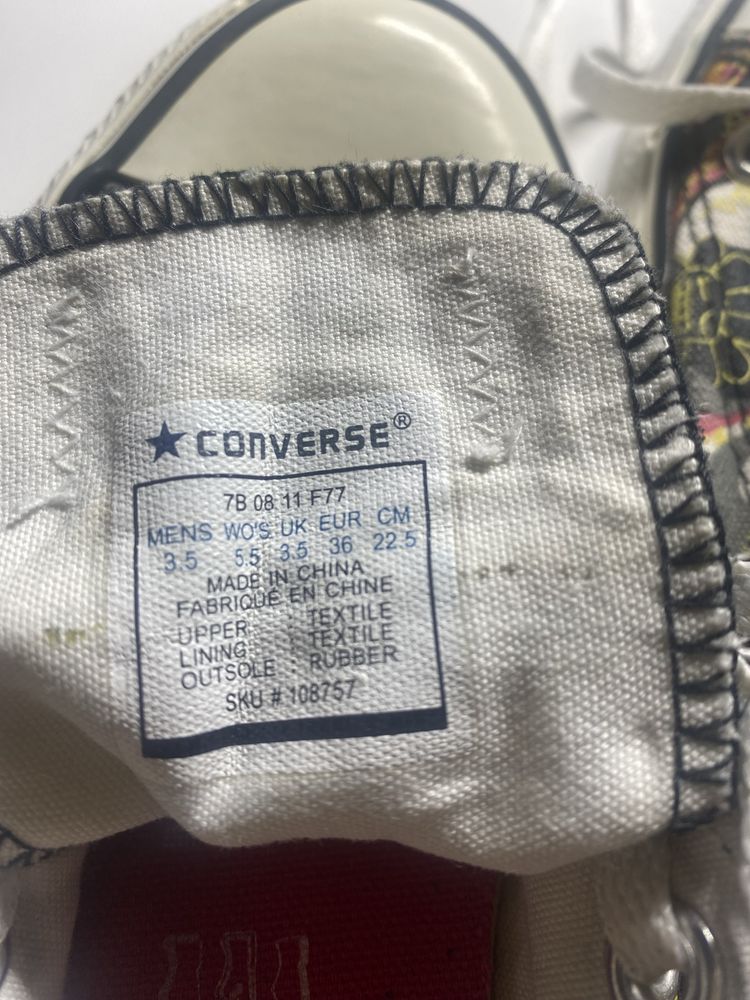 CONVERSE®
7B 08 11 F77
MENS WO'S UK EUR CM
3.5 5.5 3.5 36 22.5
MADE IN CHINA
FABRIQUÉ EN CHINE
UPPER : TEXTILE
LINING : TEXTILE
OUTSOLE : RUBBER
SKU # 108757